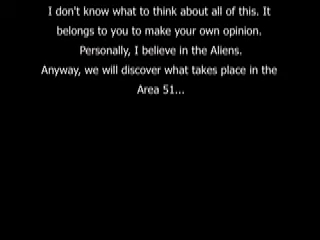 I don't know what to think about all of this. It
belongs to you to make your own opinion.
Personally, I believe in the Aliens.
Anyway, we will discover what takes place in the
Area 51...